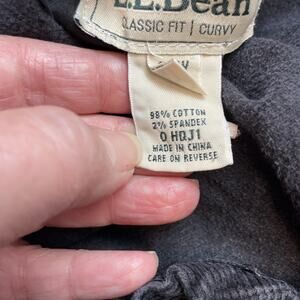 L.L.Bean
CLASSIC FIT | CURVY
98% COTTON
2% SPANDEX
0 HQJ1
MADE IN CHINA
CARE ON REVERSE